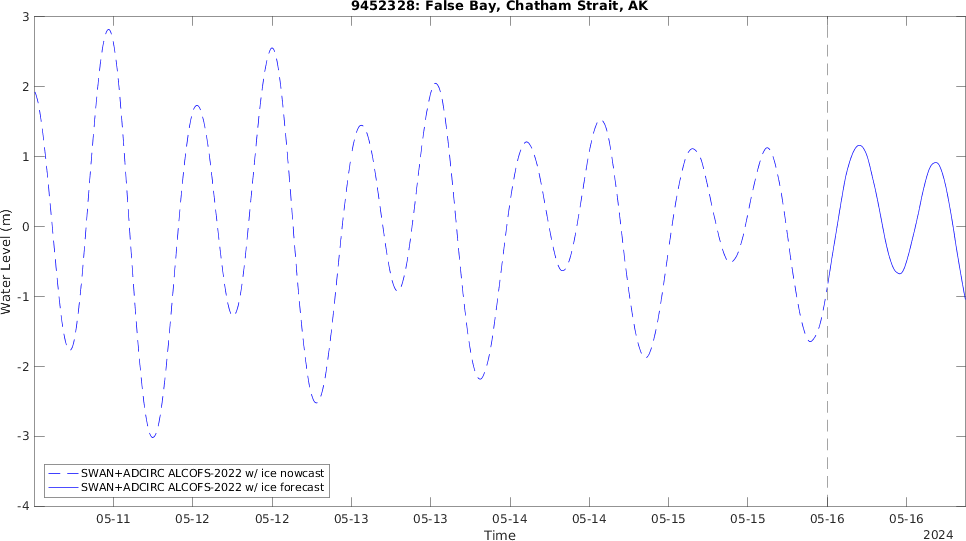 9452328: False Bay, Chatham Strait, AK
3
2
1
0
-1
-2
-3
-4
Water Level (m)
SWAN+ADCIRC ALCOFS-2022 w/ ice nowcast
SWAN+ADCIRC ALCOFS-2022 w/ ice forecast
05-11 05-12 05-12 05-13 05-13 05-14 05-14 05-15 05-15 05-16 05-16
Time
2024